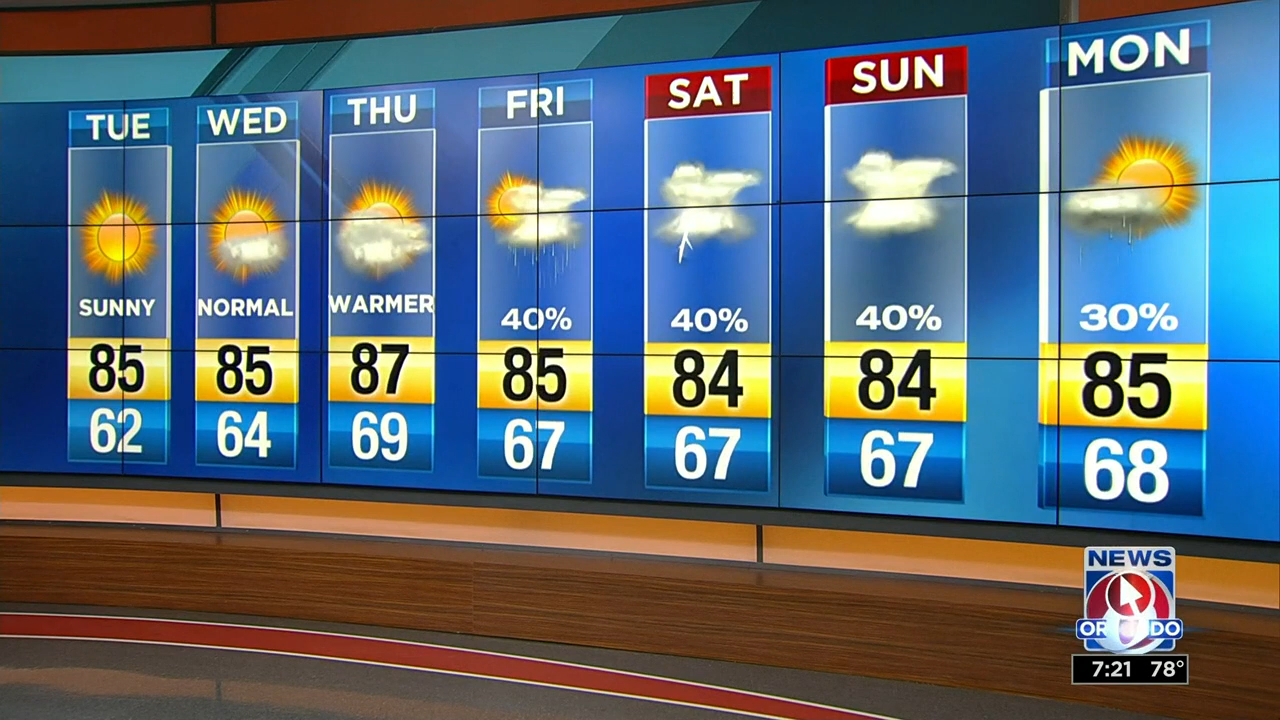 TUE
SUNNY
85
62
WED
NORMAL
85
64
THU
WARMER
87
69
FRI
40%
85
67
SAT
40%
84
67
SUN
40%
84
67
MON
30%
85
68
NEWS
7:21 78°